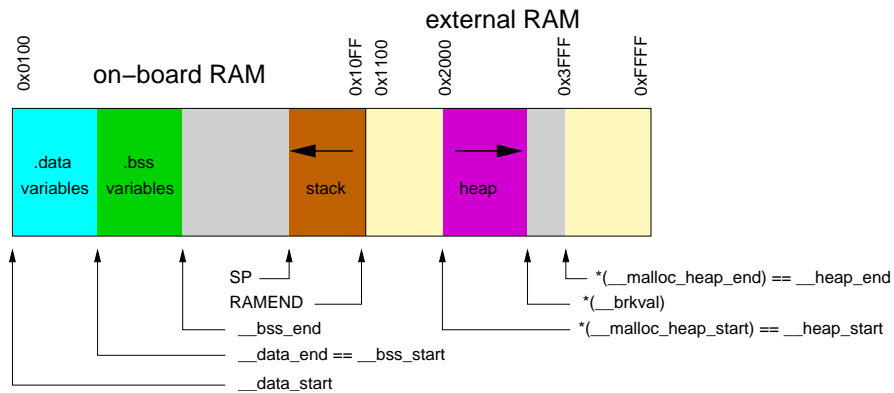 external RAM
on−board RAM
0x0100
0x10FF
0x1100
0x2000
0x3FFF
0xFFFF
.data
variables
.bss
variables
stack
heap
SP
RAMEND
__bss_end
__data_end == __bss_start
__data_start
*(__malloc_heap_end) == __heap_end
*(__brkval)
*(__malloc_heap_start) == __heap_start